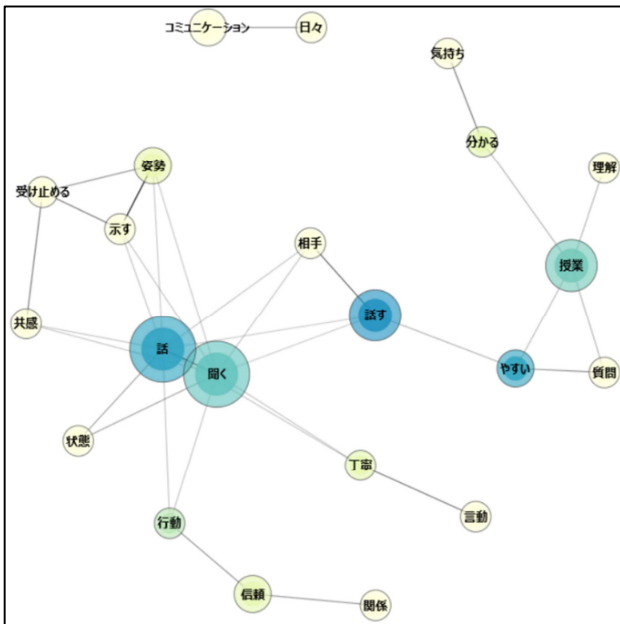 コミュニケーション
日々
気持ち
分かる
姿勢
理解
受け止める
示す
相手
授業
話す
共感
話
聞く
やすい
質問
状態
丁寧
言動
行動
信頼
関係